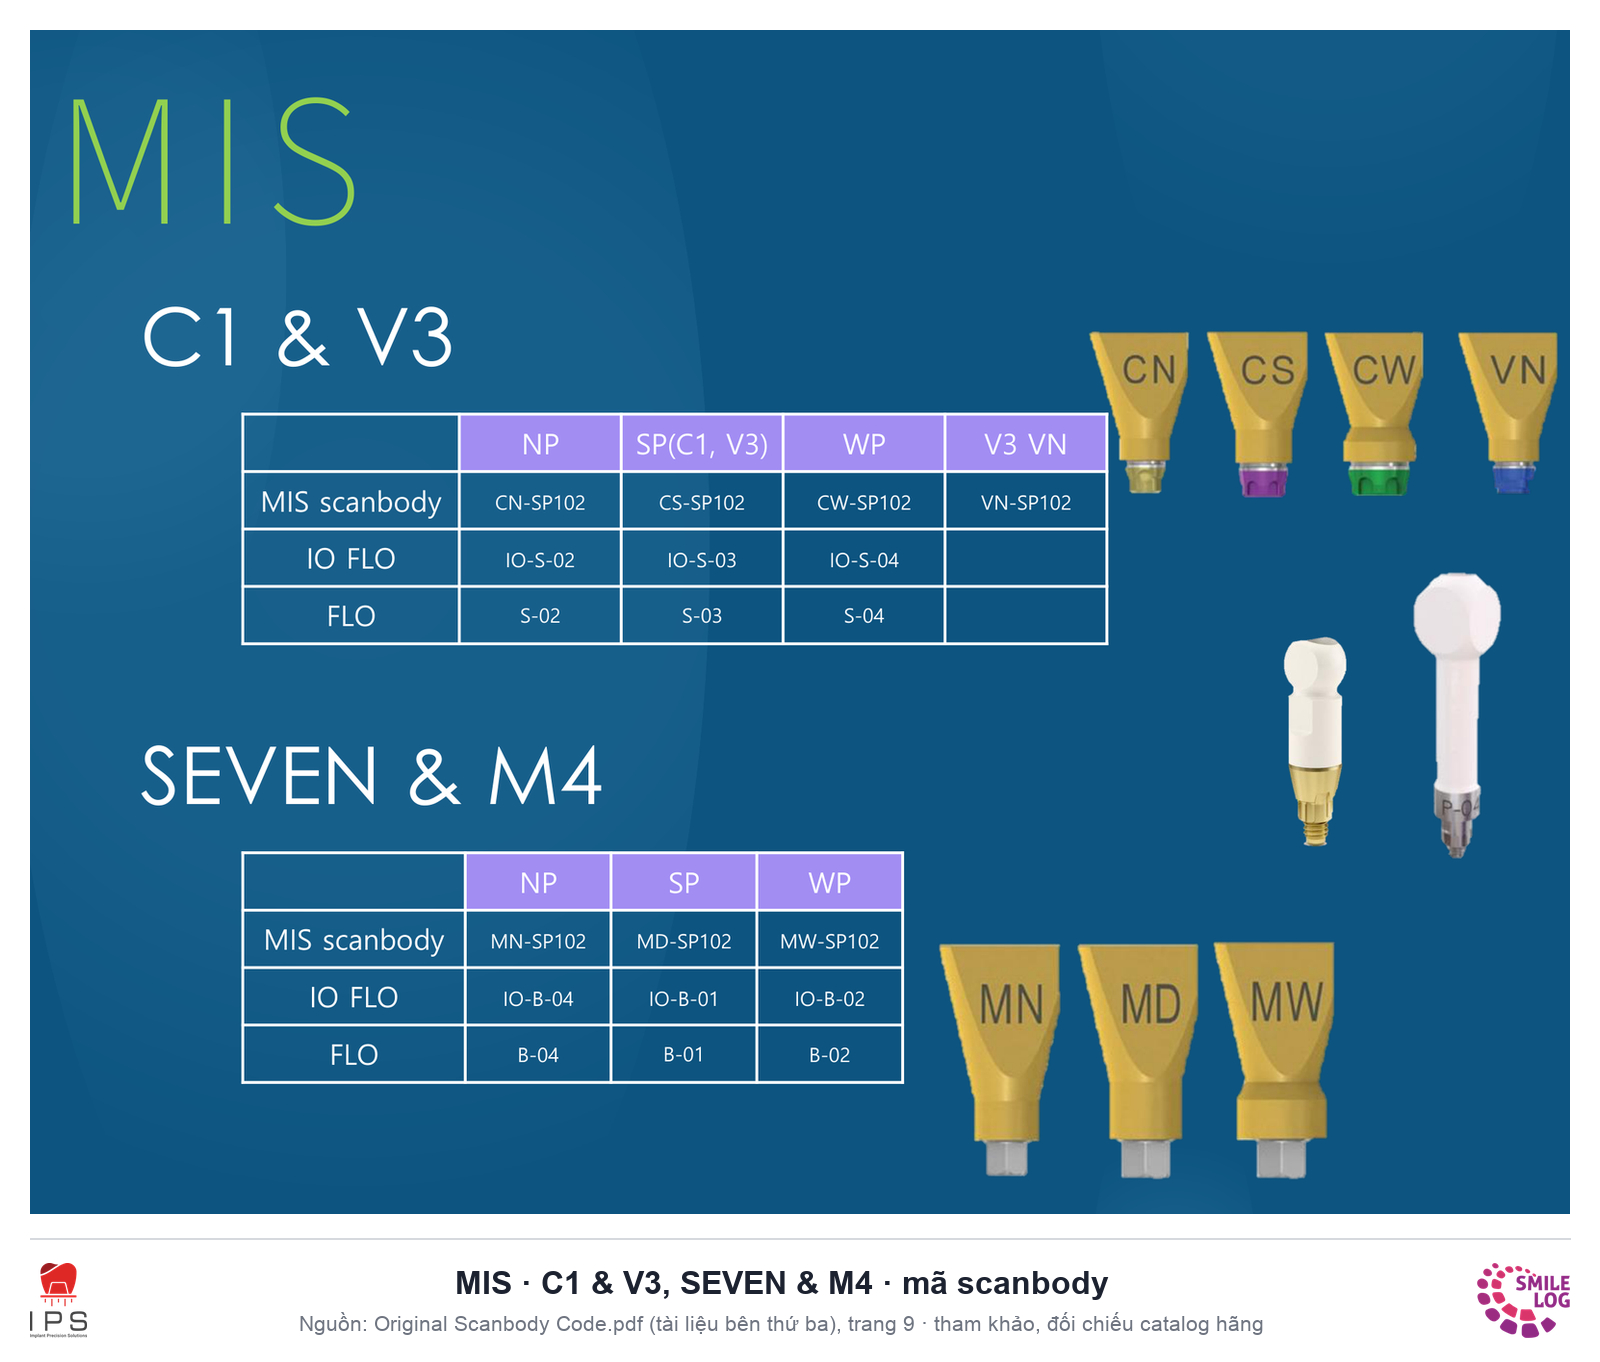 MIS
C1 & V3
NP SP(C1, V3) WP V3 VN
MIS scanbody CN-SP102 CS-SP102 CW-SP102 VN-SP102
IO FLO IO-S-02 IO-S-03 IO-S-04
FLO S-02 S-03 S-04
CN CS CW VN
P-04
SEVEN & M4
NP SP WP
MIS scanbody MN-SP102 MD-SP102 MW-SP102
IO FLO IO-B-04 IO-B-01 IO-B-02
FLO B-04 B-01 B-02
MN MD MW
IPS
Implant Precision Solutions
MIS · C1 & V3, SEVEN & M4 · mã scanbody
Nguồn: Original Scanbody Code.pdf (tài liệu bên thứ ba), trang 9 · tham khảo, đối chiếu catalog hãng
SMILE
LOG